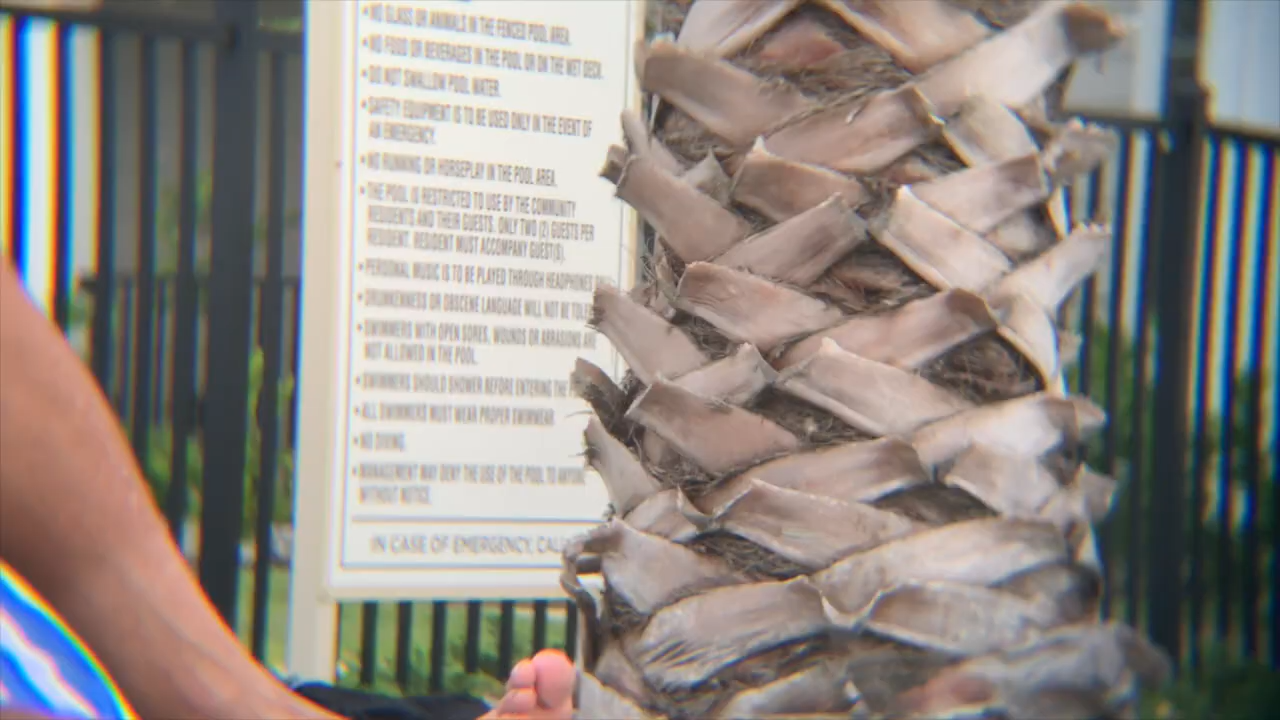 • NO GLASS OR ANIMALS IN THE FENCED POOL AREA.
• NO FOOD OR BEVERAGES IN THE POOL OR ON THE WET DECK.
• DO NOT SWALLOW POOL WATER.
• SAFETY EQUIPMENT IS TO BE USED ONLY IN THE EVENT OF
AN EMERGENCY.
• NO RUNNING OR HORSEPLAY IN THE POOL AREA.
• THE POOL IS RESTRICTED TO USE BY THE COMMUNITY
RESIDENTS AND THEIR GUESTS. ONLY TWO (2) GUESTS PER
RESIDENT. RESIDENT MUST ACCOMPANY GUEST(S).
• PERSONAL MUSIC IS TO BE PLAYED THROUGH HEADPHONES
• DRUNKENNESS OR OBSCENE LANGUAGE WILL NOT BE
• SWIMMERS WITH OPEN SORES, WOUNDS OR ABRASIONS ARE
NOT ALLOWED IN THE POOL.
• SWIMMERS SHOULD SHOWER BEFORE ENTERING THE
• ALL SWIMMERS MUST WEAR PROPER SWIMWEAR.
• NO DIVING.
• MANAGEMENT MAY DENY THE USE OF THE POOL TO
WITHOUT NOTICE.
IN CASE OF EMERGENCY, CALL